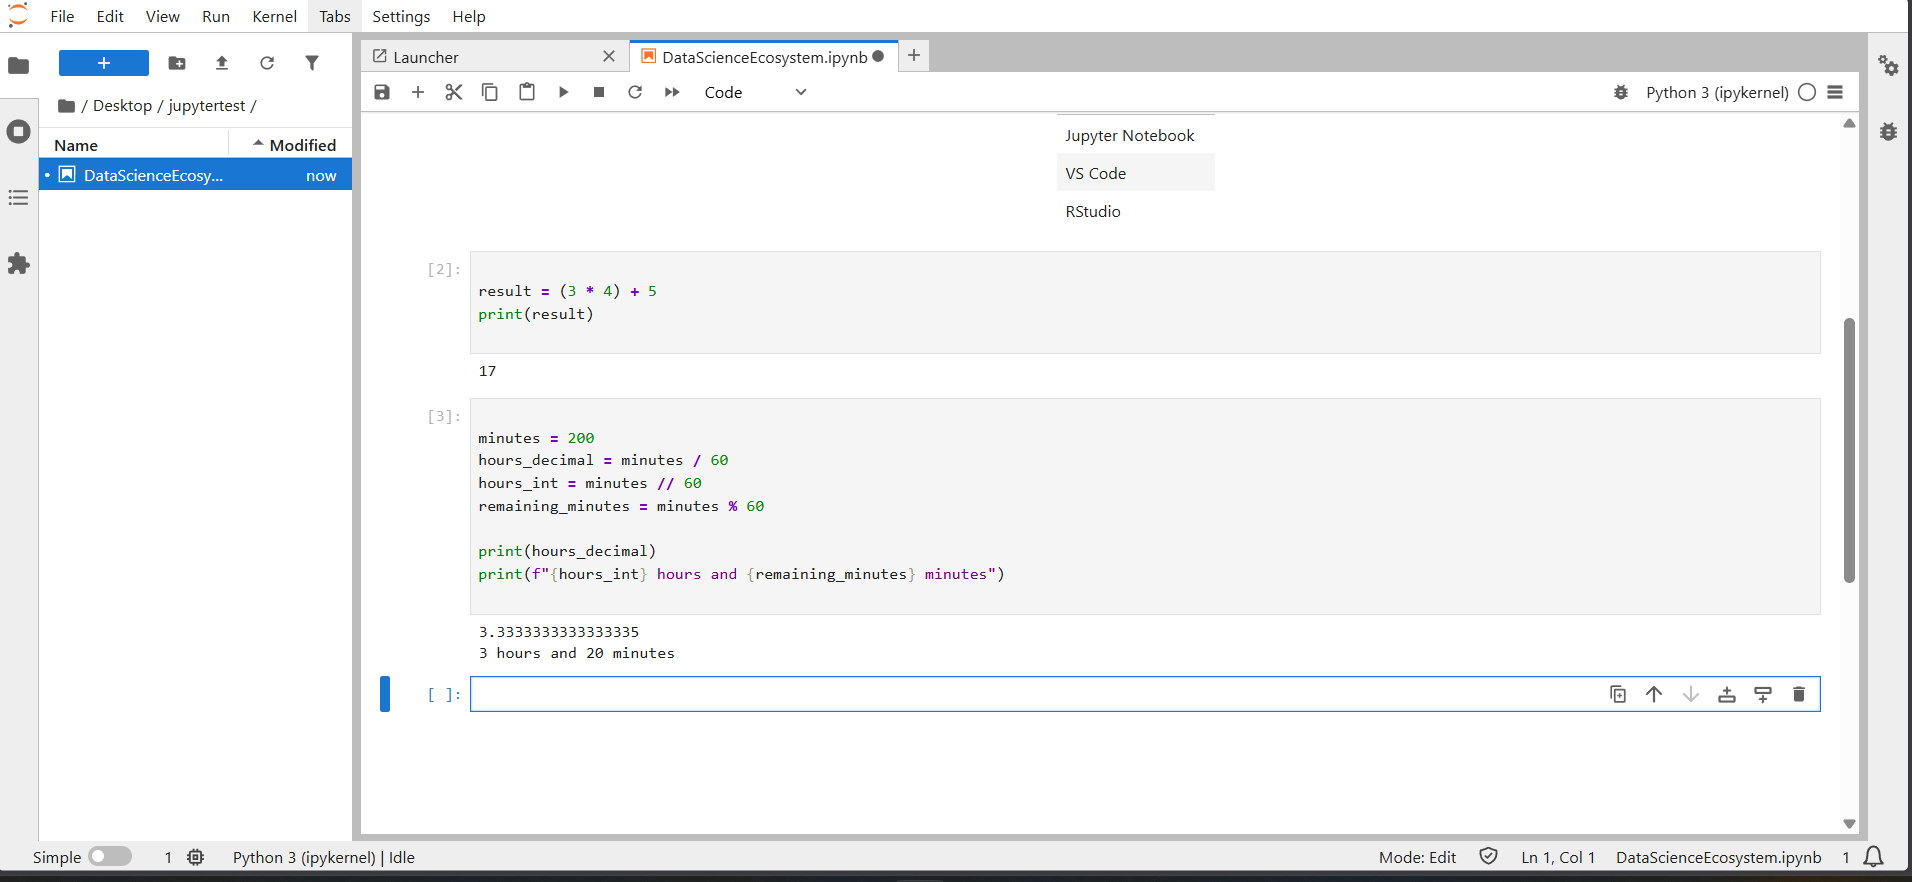 File Edit View Run Kernel Tabs Settings Help
Launcher
DataScienceEcosystem.ipynb
Code
Python 3 (ipykernel)
/ Desktop / jupytertest /
Name Modified
DataScienceEcosy... now
Jupyter Notebook
VS Code
RStudio
[2]:
result = (3 * 4) + 5
print(result)
17
[3]:
minutes = 200
hours_decimal = minutes / 60
hours_int = minutes // 60
remaining_minutes = minutes % 60
print(hours_decimal)
print(f"{hours_int} hours and {remaining_minutes} minutes")
3.3333333333333335
3 hours and 20 minutes
[ ]:
Simple 1 Python 3 (ipykernel) | Idle Mode: Edit Ln 1, Col 1 DataScienceEcosystem.ipynb 1